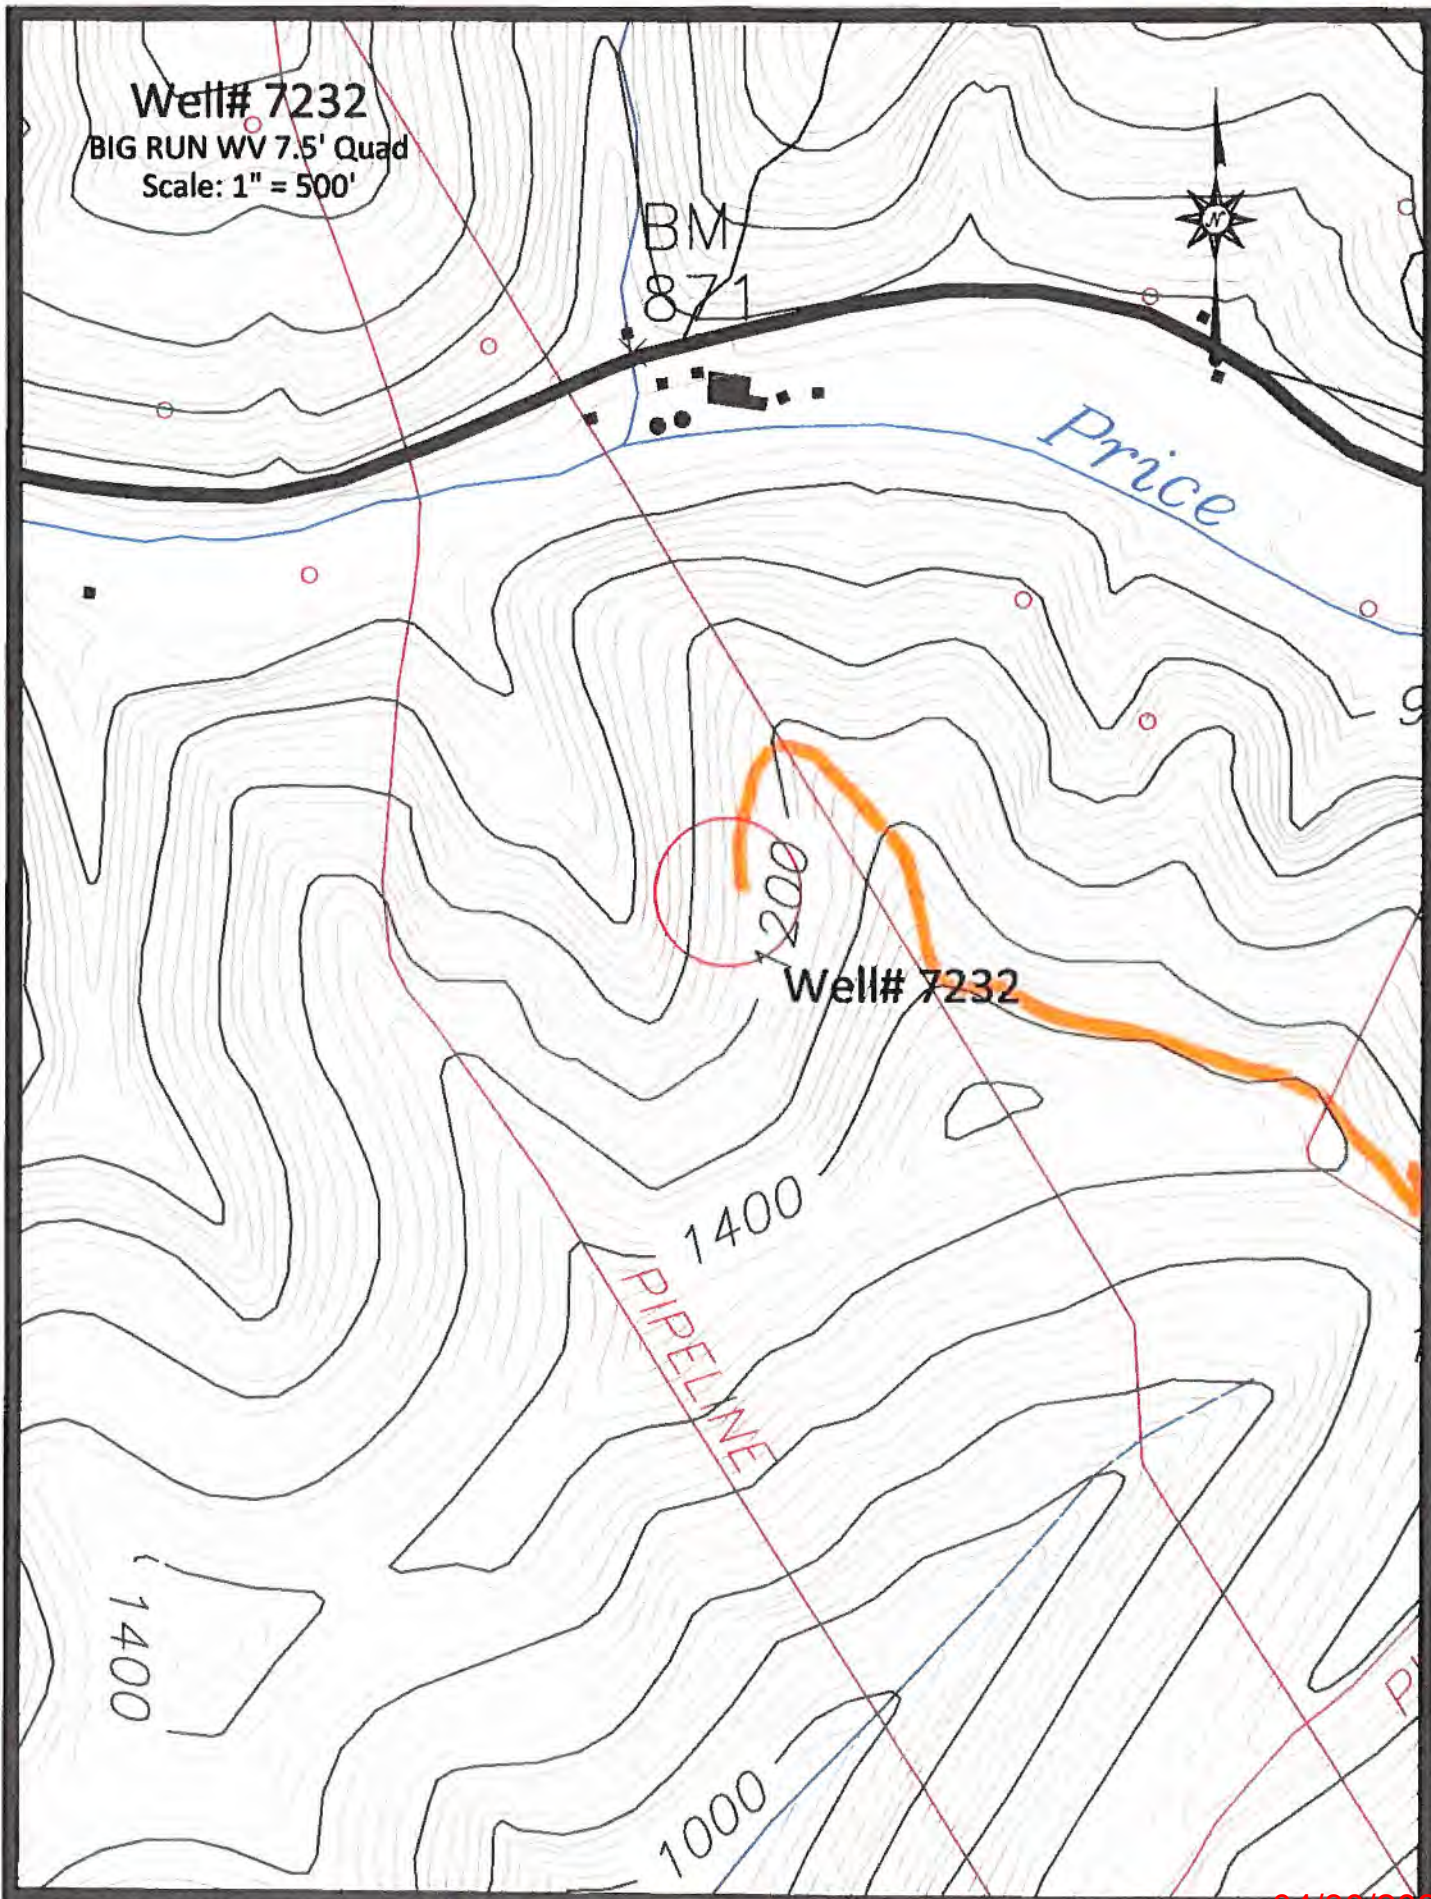 Well# 7232
BIG RUN WV 7.5' Quad
Scale: 1" = 500'
BM
871
N
Price
9
1200
Well# 7232
1400
PIPELINE
1400
1000